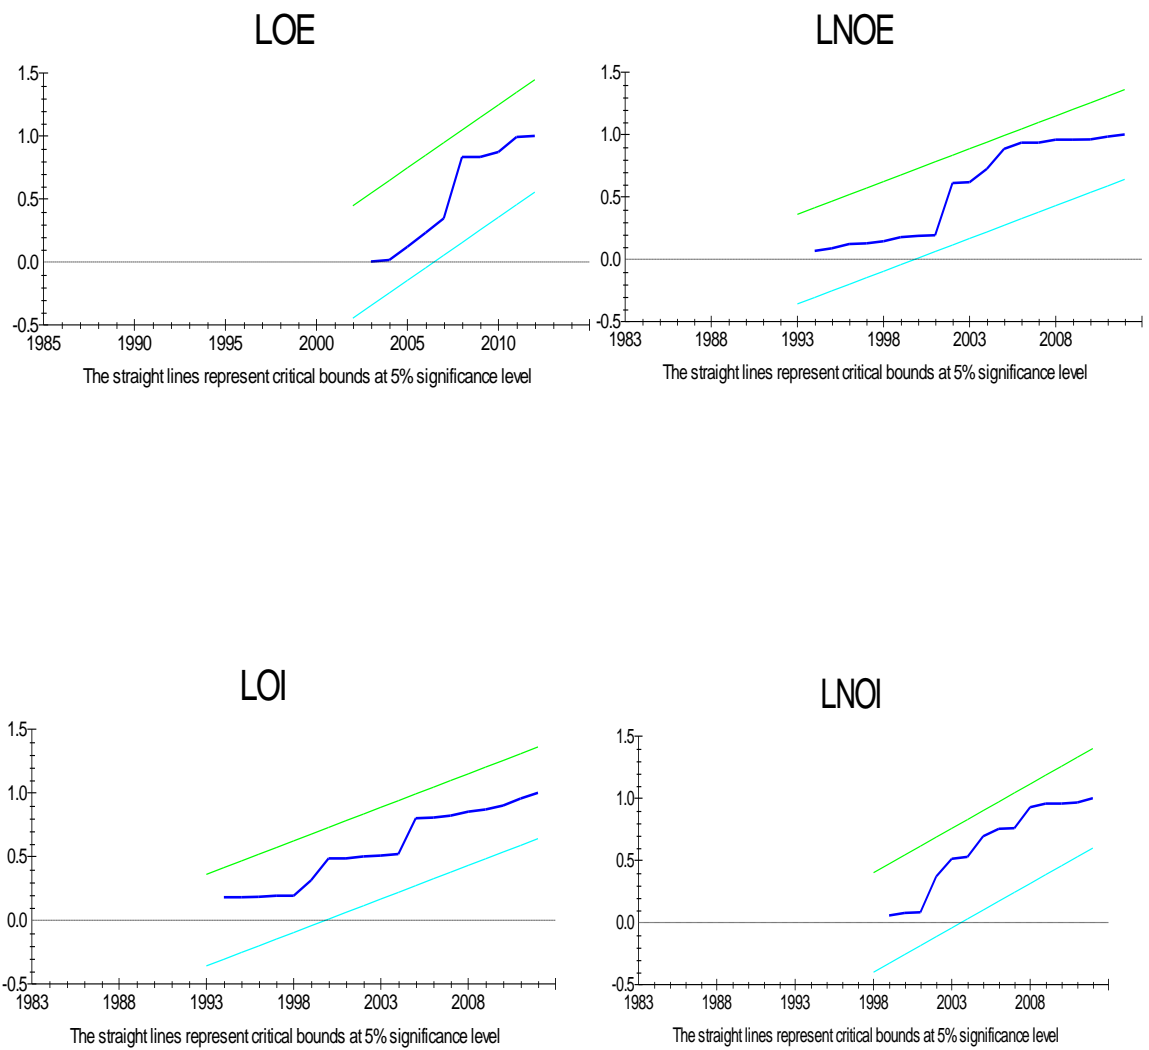 LOE
LNOE
1.5
1.0
0.5
0.0
-0.5
1985 1990 1995 2000 2005 2010
The straight lines represent critical bounds at 5% significance level
1.5
1.0
0.5
0.0
-0.5
1983 1988 1993 1998 2003 2008
The straight lines represent critical bounds at 5% significance level
LOI
LNOI
1.5
1.0
0.5
0.0
-0.5
1983 1988 1993 1998 2003 2008
The straight lines represent critical bounds at 5% significance level
1.5
1.0
0.5
0.0
-0.5
1983 1988 1993 1998 2003 2008
The straight lines represent critical bounds at 5% significance level